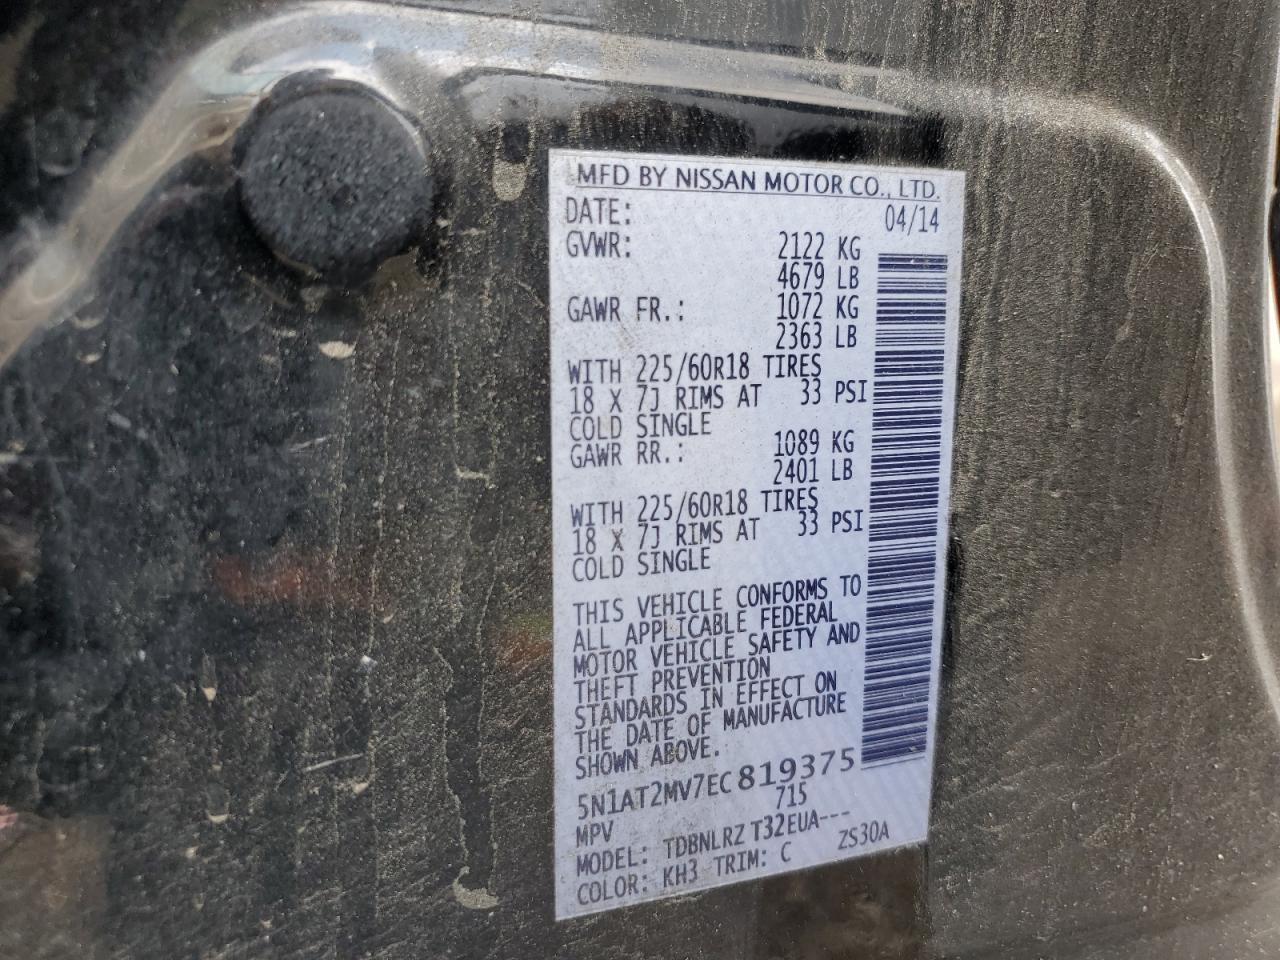 MFD BY NISSAN MOTOR CO., LTD.
DATE: 04/14
GVWR: 2122 KG
4679 LB
GAWR FR.: 1072 KG
2363 LB
WITH 225/60R18 TIRES
18 X 7J RIMS AT 33 PSI
COLD SINGLE
GAWR RR.: 1089 KG
2401 LB
WITH 225/60R18 TIRES
18 X 7J RIMS AT 33 PSI
COLD SINGLE
THIS VEHICLE CONFORMS TO
ALL APPLICABLE FEDERAL
MOTOR VEHICLE SAFETY AND
THEFT PREVENTION
STANDARDS IN EFFECT ON
THE DATE OF MANUFACTURE
SHOWN ABOVE.
5N1AT2MV7EC819375
MPV 715
MODEL: TDBNLRZ T32EUA---
COLOR: KH3 TRIM: C ZS30A